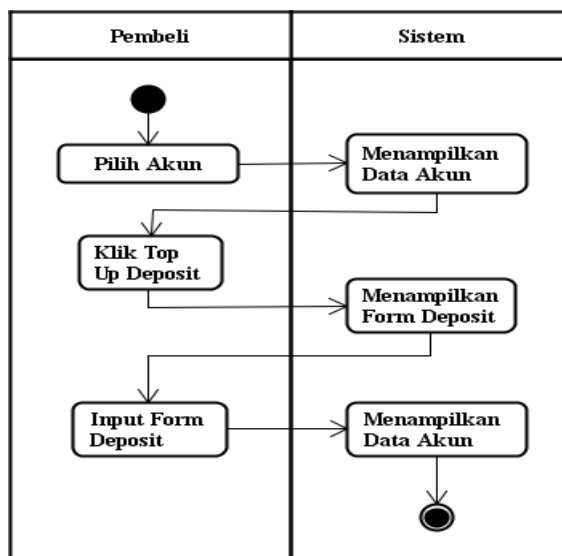 Pembeli
Sistem
Pilih Akun
Menampilkan
Data Akun
Klik Top
Up Deposit
Menampilkan
Form Deposit
Input Form
Deposit
Menampilkan
Data Akun